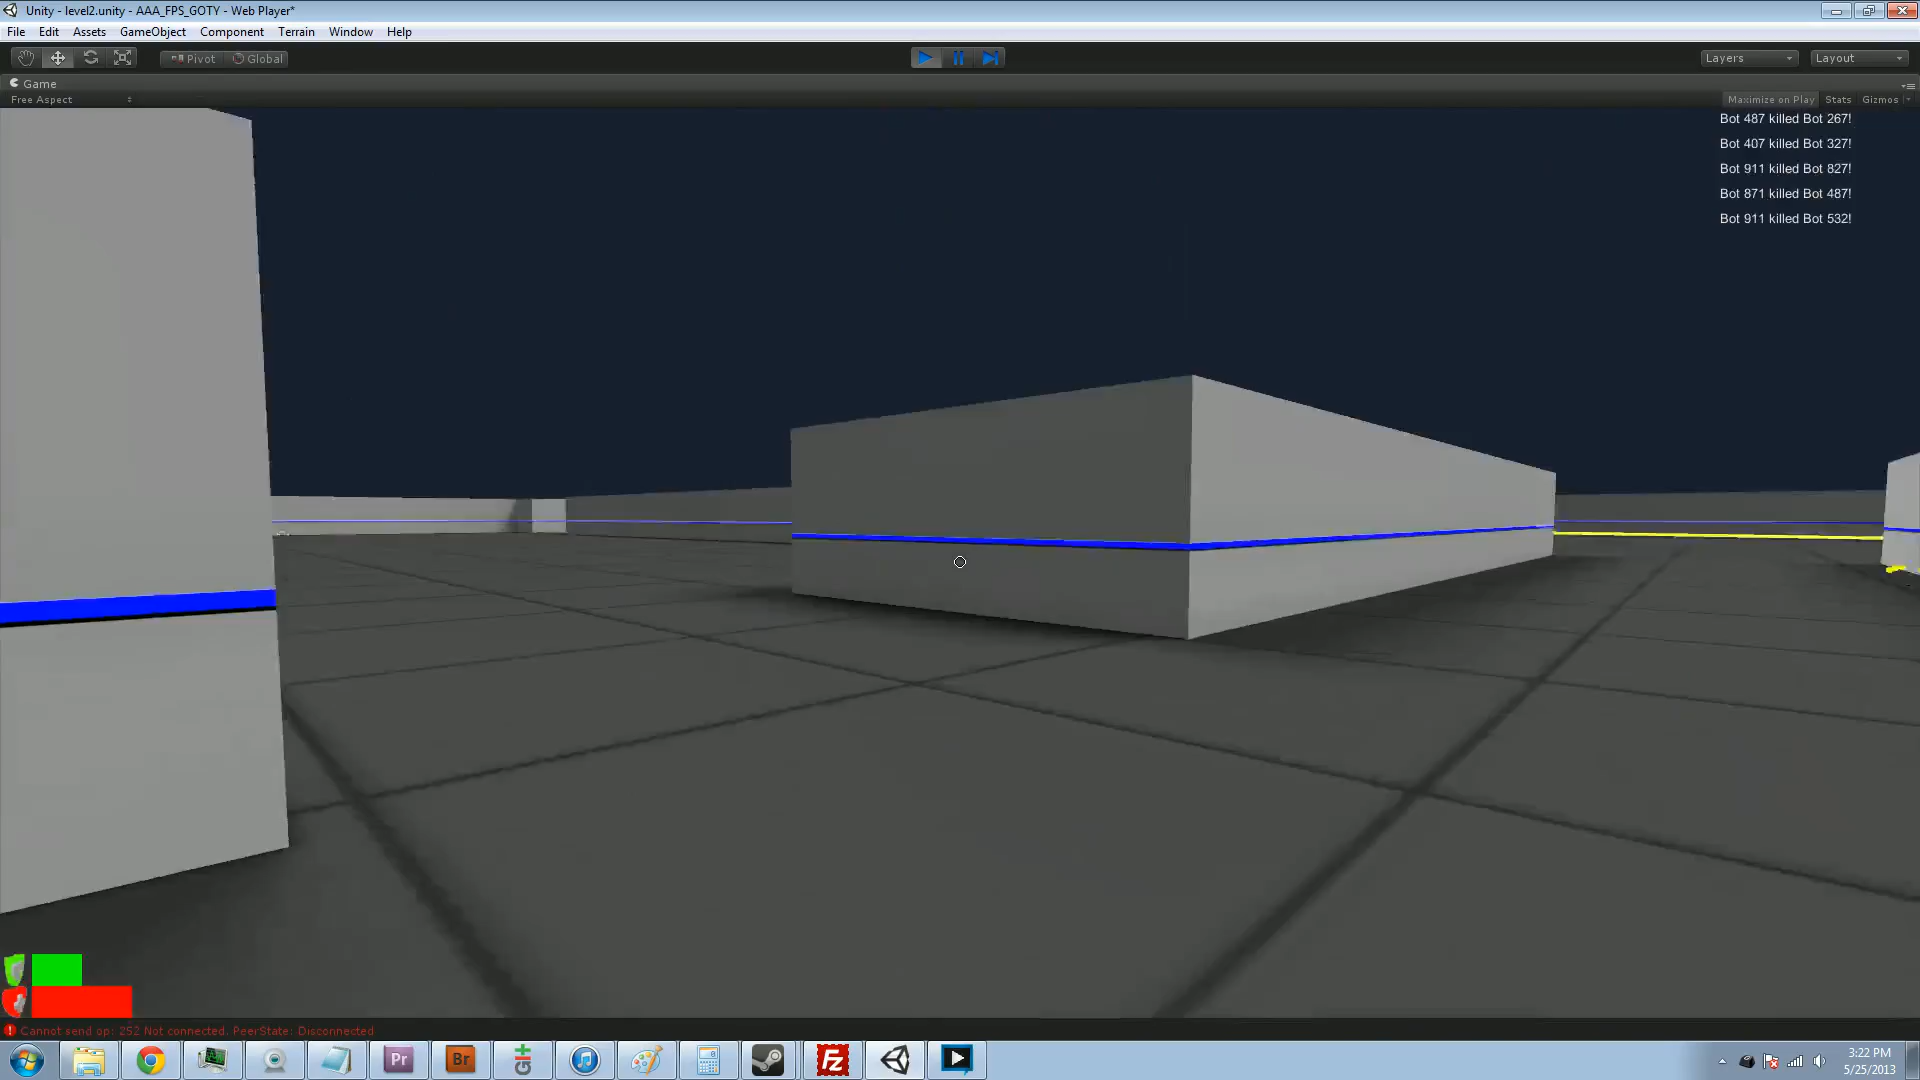 Unity - level2.unity - AAA_FPS_GOTY - Web Player*
File Edit Assets GameObject Component Terrain Window Help
Pivot Global Layers Layout
Game
Free Aspect Maximize on Play Stats Gizmos
Bot 487 killed Bot 267!
Bot 407 killed Bot 327!
Bot 911 killed Bot 827!
Bot 871 killed Bot 487!
Bot 911 killed Bot 532!
Cannot send op: 252 Not connected. PeerState: Disconnected
Pr Br git Fz
3:22 PM
5/25/2013